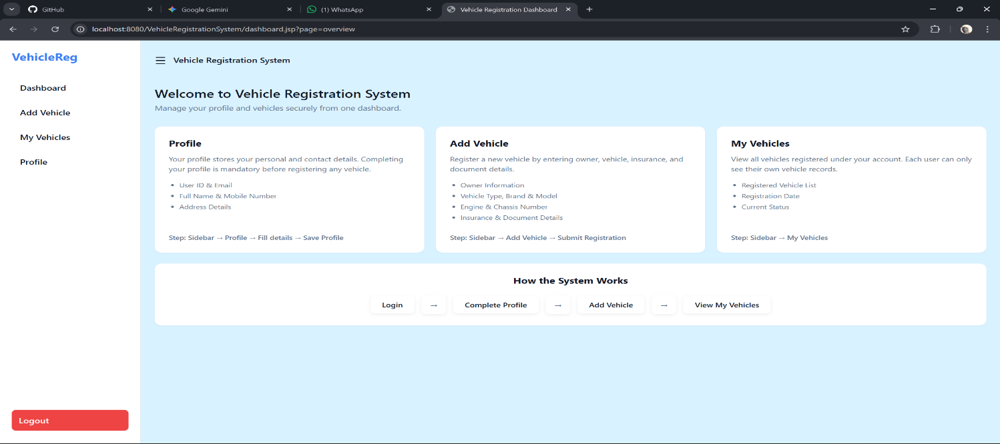 GitHub
Google Gemini
(1) WhatsApp
Vehicle Registration Dashboard
localhost:8080/VehicleRegistrationSystem/dashboard.jsp?page=overview
VehicleReg
Dashboard
Add Vehicle
My Vehicles
Profile
Logout
Vehicle Registration System
Welcome to Vehicle Registration System
Manage your profile and vehicles securely from one dashboard.
Profile
Your profile stores your personal and contact details. Completing
your profile is mandatory before registering any vehicle.
• User ID & Email
• Full Name & Mobile Number
• Address Details
Step: Sidebar → Profile → Fill details → Save Profile
Add Vehicle
Register a new vehicle by entering owner, vehicle, insurance, and
document details.
• Owner Information
• Vehicle Type, Brand & Model
• Engine & Chassis Number
• Insurance & Document Details
Step: Sidebar → Add Vehicle → Submit Registration
My Vehicles
View all vehicles registered under your account. Each user can only
see their own vehicle records.
• Registered Vehicle List
• Registration Date
• Current Status
Step: Sidebar → My Vehicles
How the System Works
Login → Complete Profile → Add Vehicle → View My Vehicles